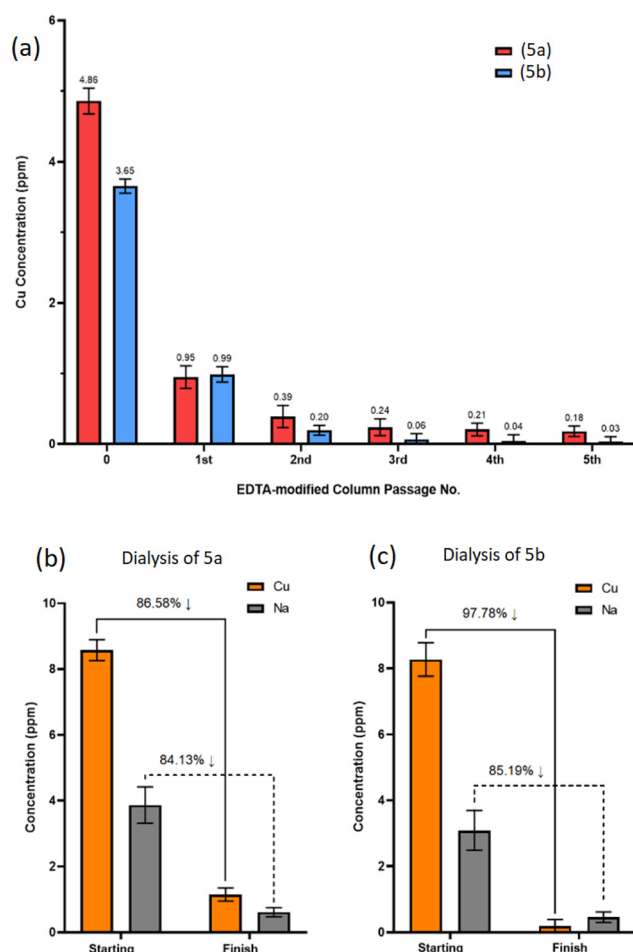 (a)
(5a)
(5b)
Cu Concentration (ppm)
6
4
2
0
4.86
3.65
0.95
0.99
0.39
0.20
0.24
0.06
0.21
0.04
0.18
0.03
0
1st
2nd
3rd
4th
5th
EDTA-modified Column Passage No.
(b)
Dialysis of 5a
Cu
Na
Concentration (ppm)
10
8
6
4
2
0
86.58% ↓
84.13% ↓
Starting
Finish
(c)
Dialysis of 5b
Cu
Na
Concentration (ppm)
10
8
6
4
2
0
97.78% ↓
85.19% ↓
Starting
Finish